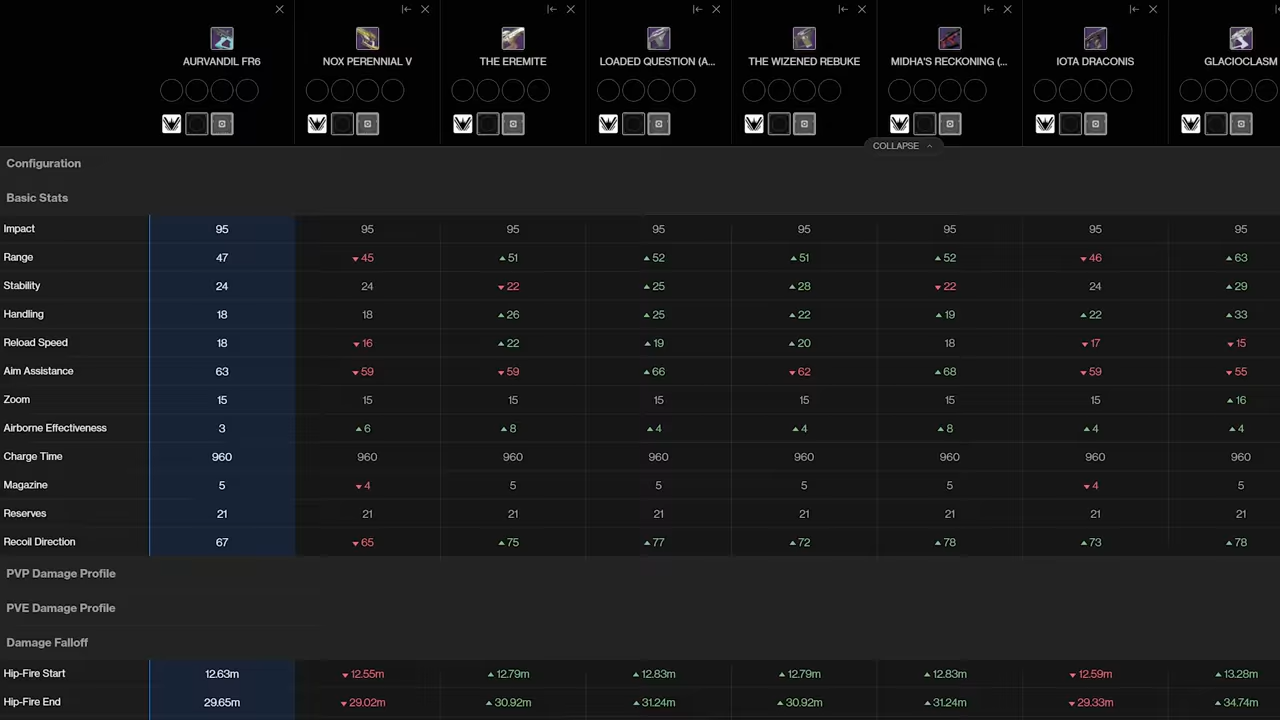 AURVANDIL FR6 NOX PERENNIAL V THE EREMITE LOADED QUESTION (A... THE WIZENED REBUKE MIDHA'S RECKONING (... IOTA DRACONIS GLACIOCLASM
COLLAPSE
Configuration
Basic Stats
Impact 95 95 95 95 95 95 95 95
Range 47 45 51 52 51 52 46 63
Stability 24 24 22 25 28 22 24 29
Handling 18 18 26 25 22 19 22 33
Reload Speed 18 16 22 19 20 18 17 15
Aim Assistance 63 59 59 66 62 68 59 55
Zoom 15 15 15 15 15 15 15 16
Airborne Effectiveness 3 6 8 4 4 8 4 4
Charge Time 960 960 960 960 960 960 960 960
Magazine 5 4 5 5 5 5 4 5
Reserves 21 21 21 21 21 21 21 21
Recoil Direction 67 65 75 77 72 78 73 78
PVP Damage Profile
PVE Damage Profile
Damage Falloff
Hip-Fire Start 12.63m 12.55m 12.79m 12.83m 12.79m 12.83m 12.59m 13.28m
Hip-Fire End 29.65m 29.02m 30.92m 31.24m 30.92m 31.24m 29.33m 34.74m